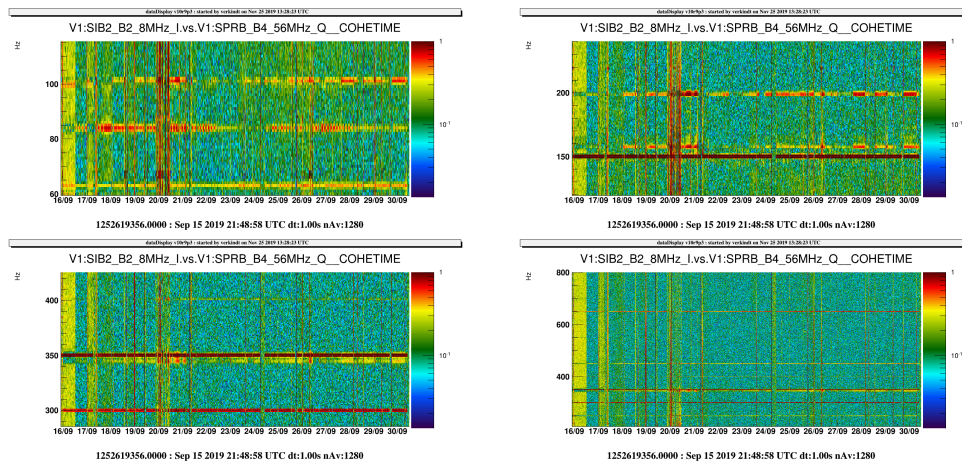 dataDisplay v10r9p3 : started by verkindt on Nov 25 2019 13:28:23 UTC
V1:SIB2_B2_8MHz_I.vs.V1:SPRB_B4_56MHz_Q__COHETIME
Hz
1
100
80
10-1
60
16/09 17/09 18/09 19/09 20/09 21/09 22/09 23/09 24/09 25/09 26/09 27/09 28/09 29/09 30/09
1252619356.0000 : Sep 15 2019 21:48:58 UTC dt:1.00s nAv:1280
dataDisplay v10r9p3 : started by verkindt on Nov 25 2019 13:28:23 UTC
V1:SIB2_B2_8MHz_I.vs.V1:SPRB_B4_56MHz_Q__COHETIME
Hz
1
200
10-1
150
16/09 17/09 18/09 19/09 20/09 21/09 22/09 23/09 24/09 25/09 26/09 27/09 28/09 29/09 30/09
1252619356.0000 : Sep 15 2019 21:48:58 UTC dt:1.00s nAv:1280
dataDisplay v10r9p3 : started by verkindt on Nov 25 2019 13:28:23 UTC
V1:SIB2_B2_8MHz_I.vs.V1:SPRB_B4_56MHz_Q__COHETIME
Hz
1
400
350
10-1
300
16/09 17/09 18/09 19/09 20/09 21/09 22/09 23/09 24/09 25/09 26/09 27/09 28/09 29/09 30/09
1252619356.0000 : Sep 15 2019 21:48:58 UTC dt:1.00s nAv:1280
dataDisplay v10r9p3 : started by verkindt on Nov 25 2019 13:28:23 UTC
V1:SIB2_B2_8MHz_I.vs.V1:SPRB_B4_56MHz_Q__COHETIME
Hz
800
1
600
10-1
400
16/09 17/09 18/09 19/09 20/09 21/09 22/09 23/09 24/09 25/09 26/09 27/09 28/09 29/09 30/09
1252619356.0000 : Sep 15 2019 21:48:58 UTC dt:1.00s nAv:1280